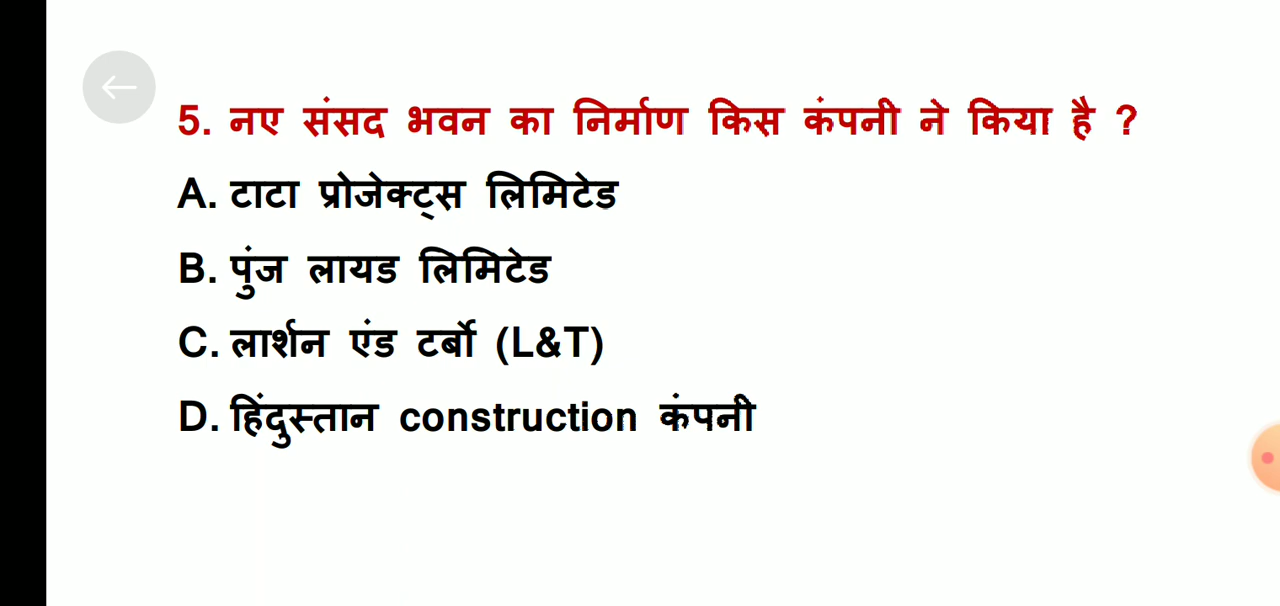 5. नए संसद भवन का निर्माण किस कंपनी ने किया है ?
A. टाटा प्रोजेक्ट्स लिमिटेड
B. पुंज लायड लिमिटेड
C. लार्शन एंड टर्बो (L&T)
D. हिंदुस्तान construction कंपनी